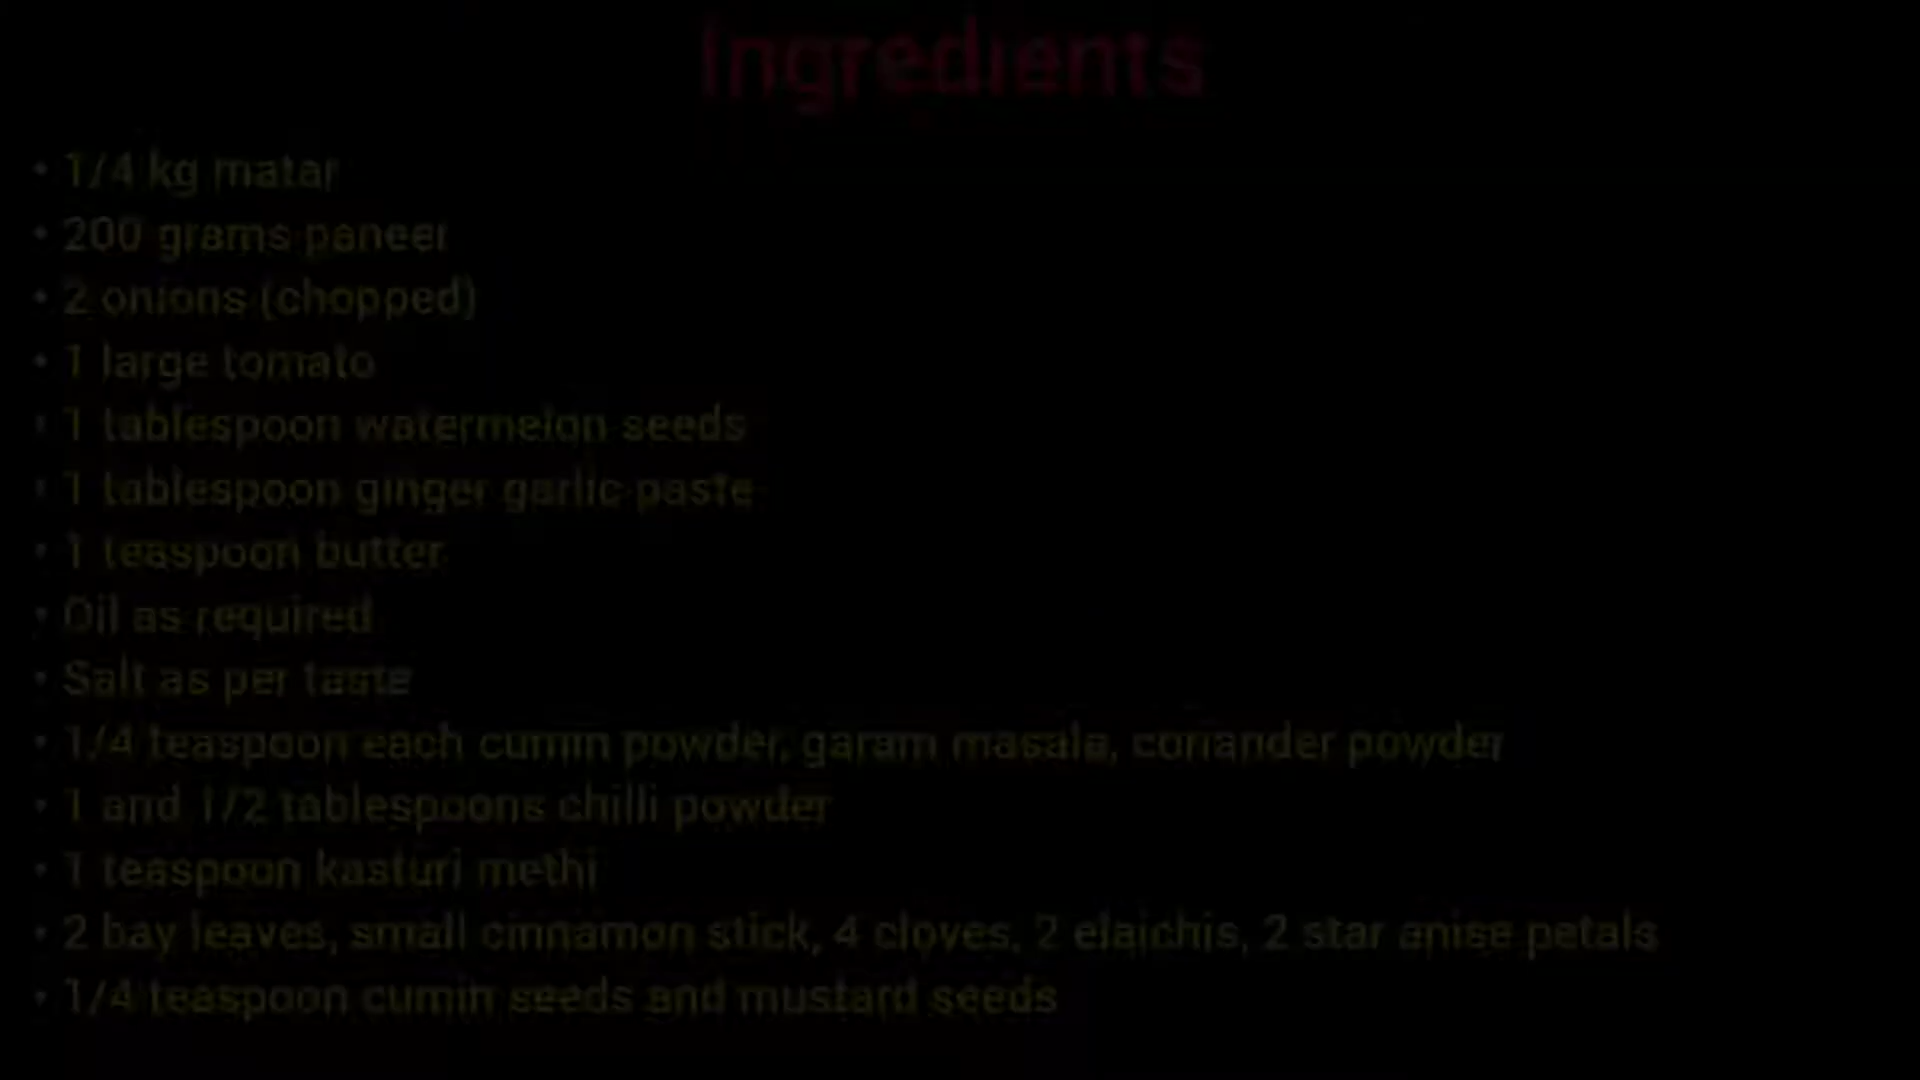 Ingredients
• 1/4 kg matar
• 200 grams paneer
• 2 onions (chopped)
• 1 large tomato
• 1 tablespoon watermelon seeds
• 1 tablespoon ginger garlic paste
• 1 teaspoon butter
• Oil as required
• Salt as per taste
• 1/4 teaspoon each cumin powder, garam masala, coriander powder
• 1 and 1/2 tablespoons chilli powder
• 1 teaspoon kasturi methi
• 2 bay leaves, small cinnamon stick, 4 cloves, 2 elaichis, 2 star anise petals
• 1/4 teaspoon cumin seeds and mustard seeds